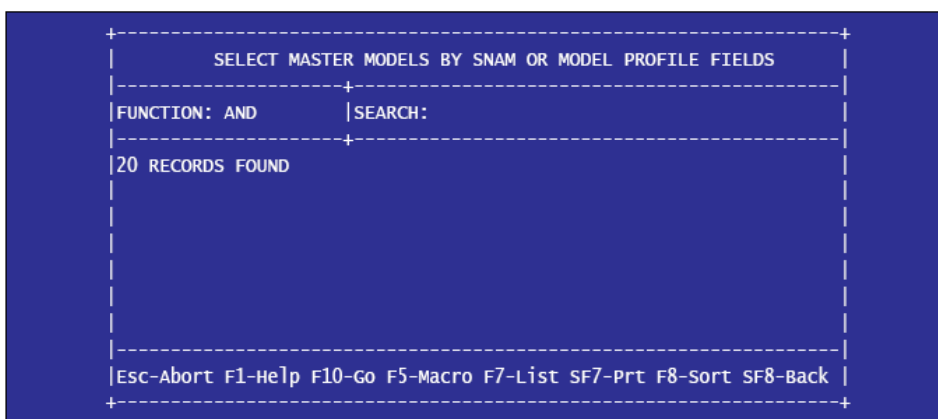 SELECT MASTER MODELS BY SNAM OR MODEL PROFILE FIELDS
FUNCTION: AND |SEARCH:
20 RECORDS FOUND
Esc-Abort F1-Help F10-Go F5-Macro F7-List SF7-Prt F8-Sort SF8-Back